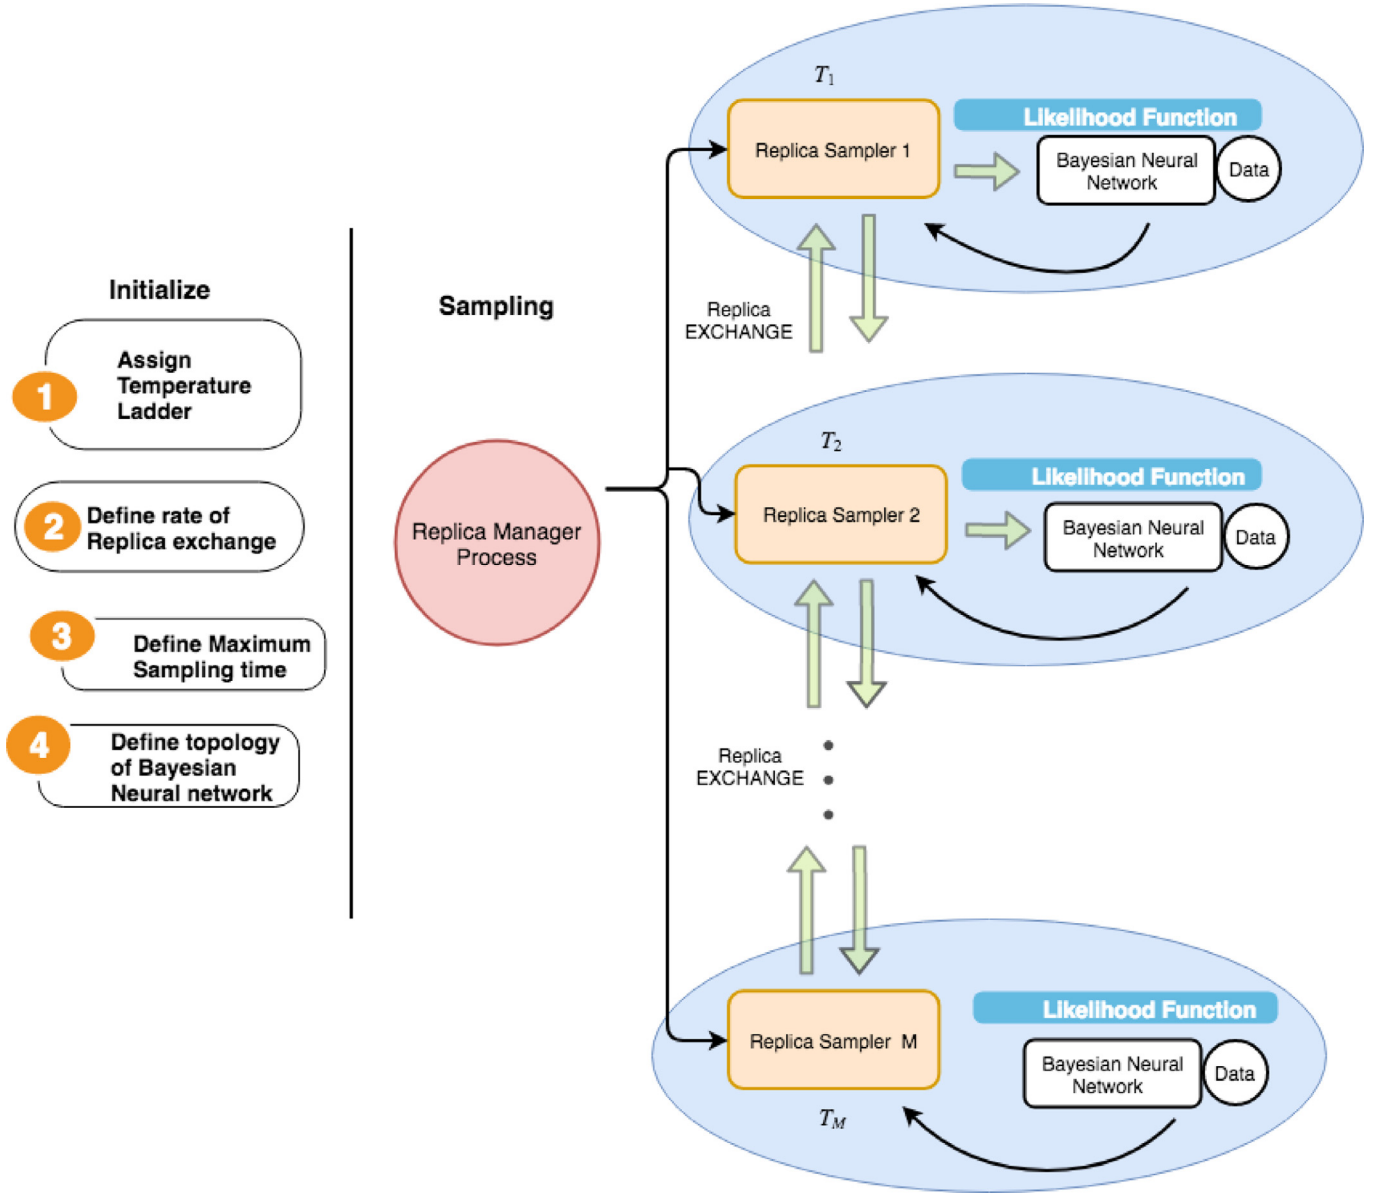 Initialize
1
Assign
Temperature
Ladder
2
Define rate of
Replica exchange
3
Define Maximum
Sampling time
4
Define topology
of Bayesian
Neural network
Sampling
Replica Manager
Process
T1
Replica Sampler 1
Likelihood Function
Bayesian Neural
Network
Data
Replica
EXCHANGE
T2
Replica Sampler 2
Likelihood Function
Bayesian Neural
Network
Data
Replica
EXCHANGE
Replica Sampler M
TM
Likelihood Function
Bayesian Neural
Network
Data